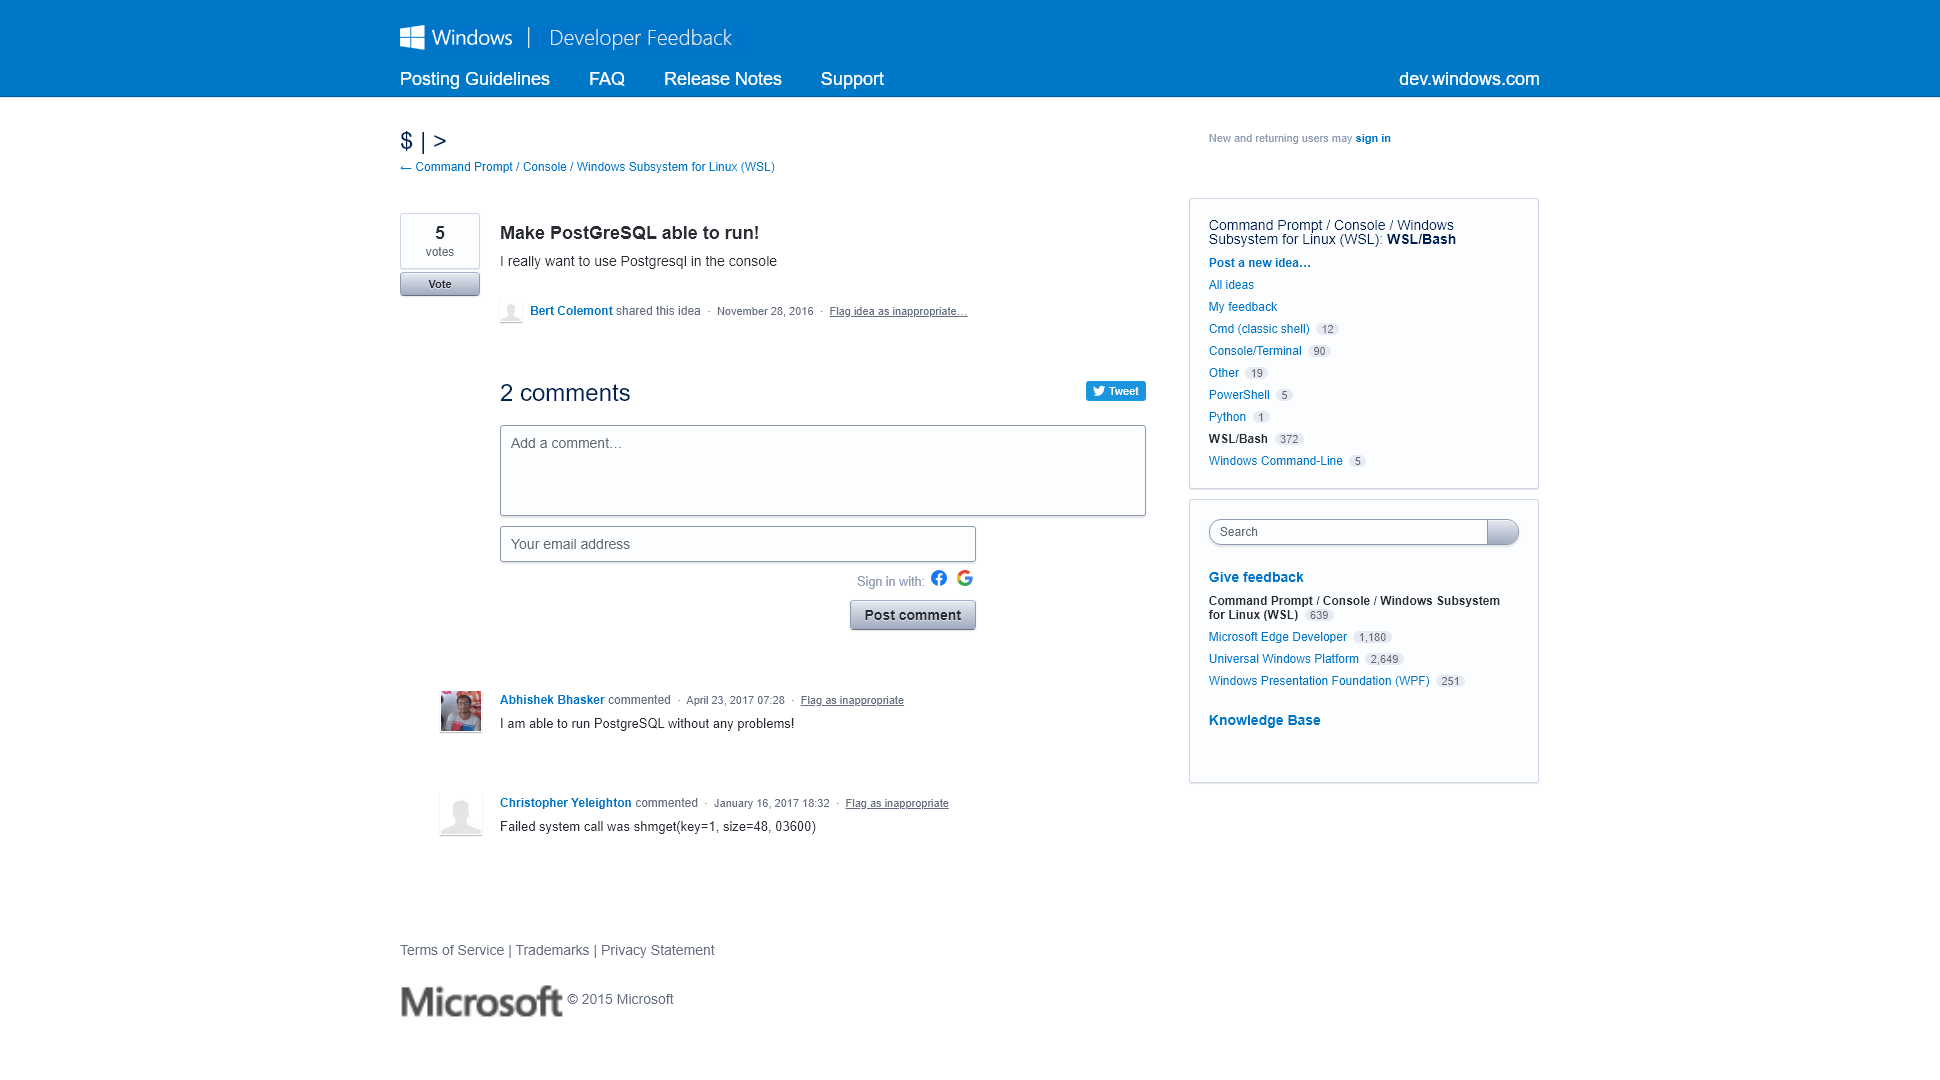 Windows | Developer Feedback
Posting Guidelines FAQ Release Notes Support dev.windows.com
$ | >
← Command Prompt / Console / Windows Subsystem for Linux (WSL)
New and returning users may sign in
5
votes
Vote
Make PostGreSQL able to run!
I really want to use Postgresql in the console
Bert Colemont shared this idea · November 28, 2016 · Flag idea as inappropriate…
2 comments
Tweet
Add a comment…
Your email address
Sign in with:
Post comment
Abhishek Bhasker commented · April 23, 2017 07:28 · Flag as inappropriate
I am able to run PostgreSQL without any problems!
Christopher Yeleighton commented · January 16, 2017 18:32 · Flag as inappropriate
Failed system call was shmget(key=1, size=48, 03600)
Command Prompt / Console / Windows
Subsystem for Linux (WSL): WSL/Bash
Post a new idea…
All ideas
My feedback
Cmd (classic shell) 12
Console/Terminal 90
Other 19
PowerShell 5
Python 1
WSL/Bash 372
Windows Command-Line 5
Search
Give feedback
Command Prompt / Console / Windows Subsystem
for Linux (WSL) 639
Microsoft Edge Developer 1,180
Universal Windows Platform 2,649
Windows Presentation Foundation (WPF) 251
Knowledge Base
Terms of Service | Trademarks | Privacy Statement
Microsoft © 2015 Microsoft